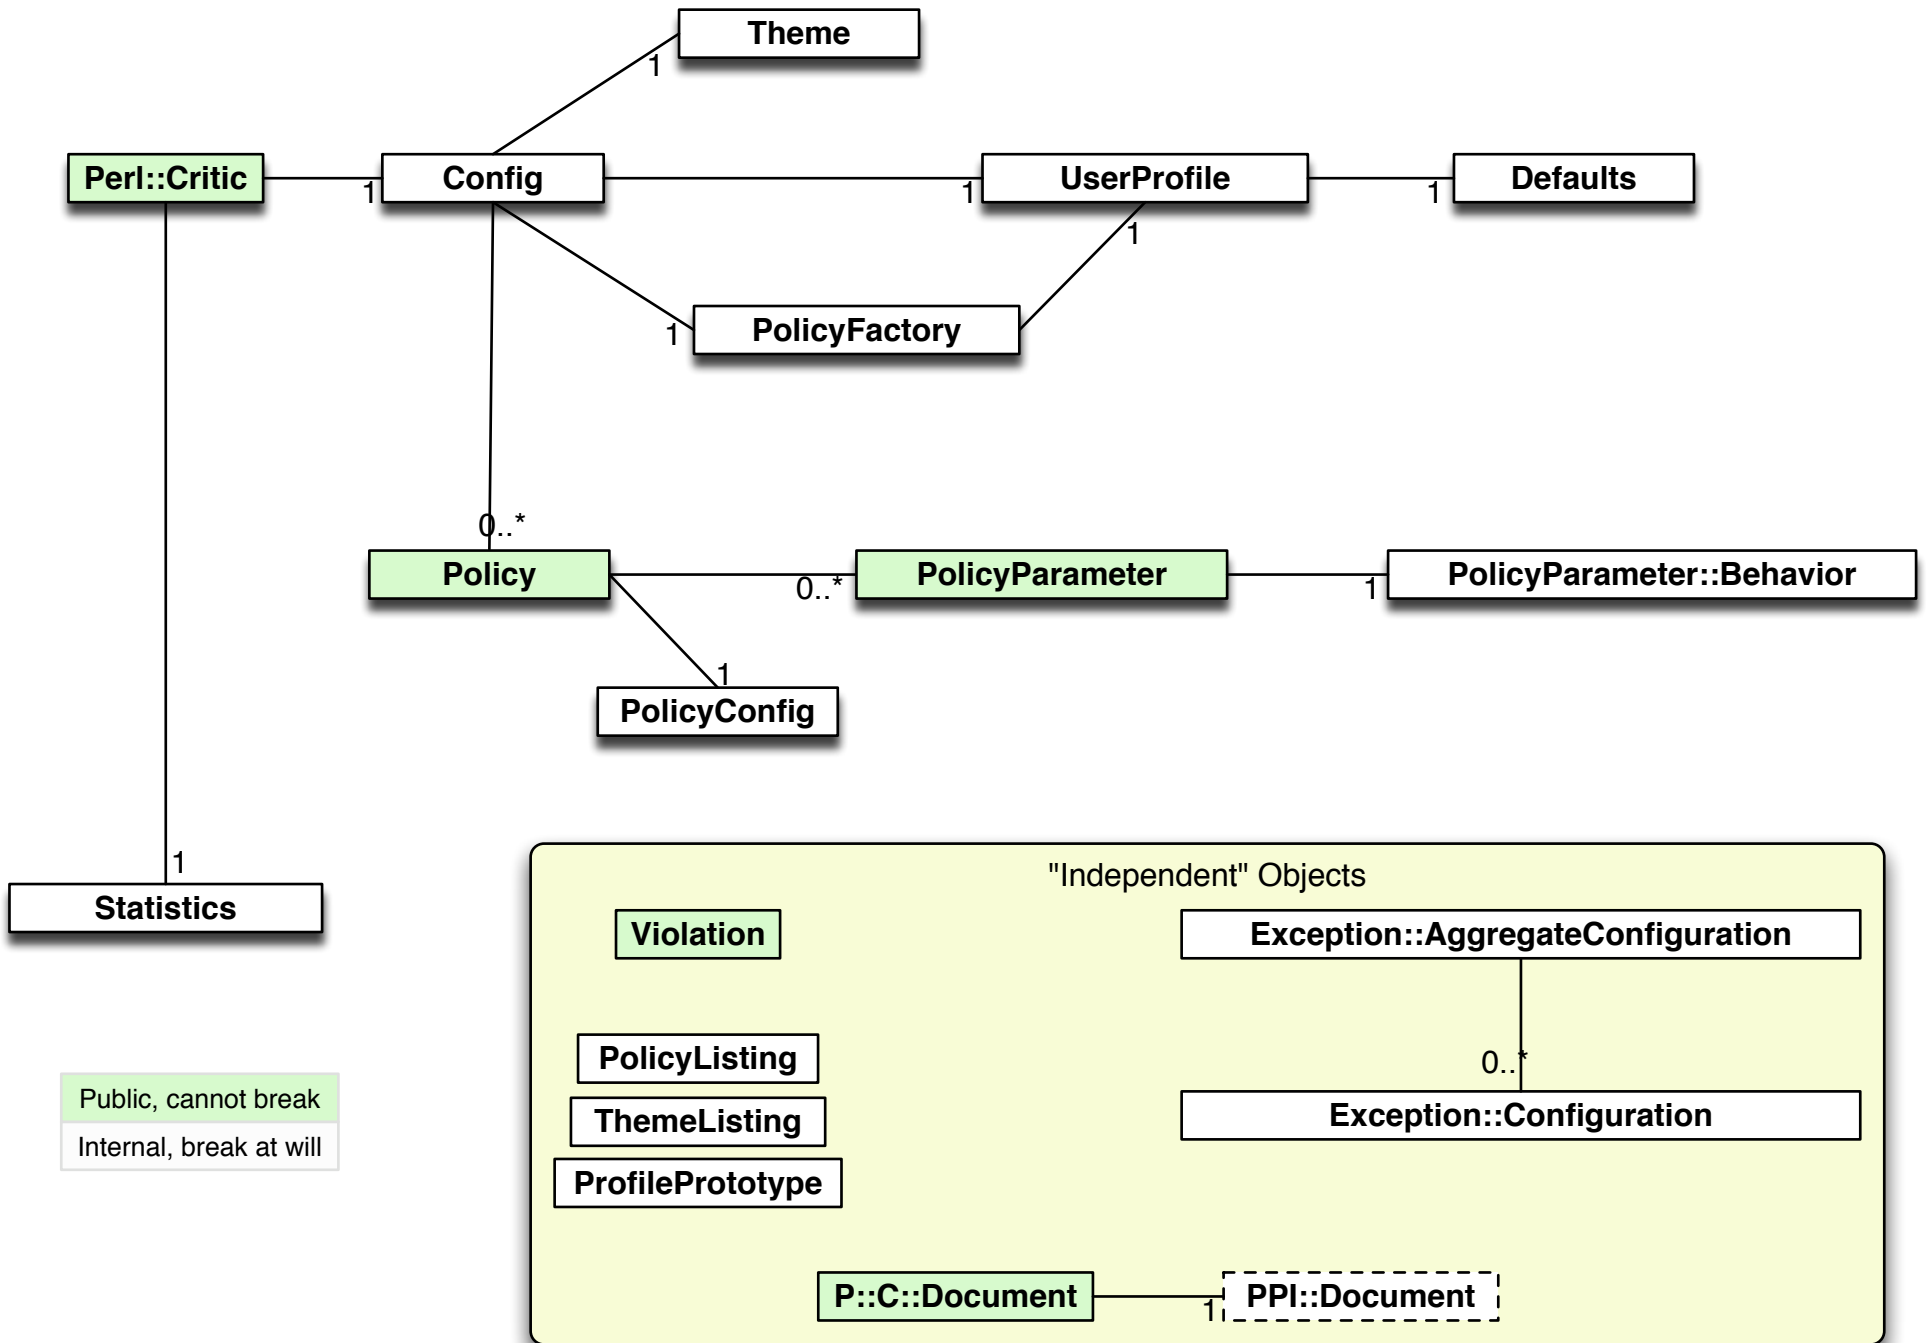 Theme
1
Perl::Critic
1
Config
1
UserProfile
1
Defaults
1
1
PolicyFactory
0..*
Policy
0..*
PolicyParameter
1
PolicyParameter::Behavior
1
PolicyConfig
1
Statistics
"Independent" Objects
Violation
Exception::AggregateConfiguration
PolicyListing
0..*
ThemeListing
Exception::Configuration
ProfilePrototype
P::C::Document
1
PPI::Document
Public, cannot break
Internal, break at will